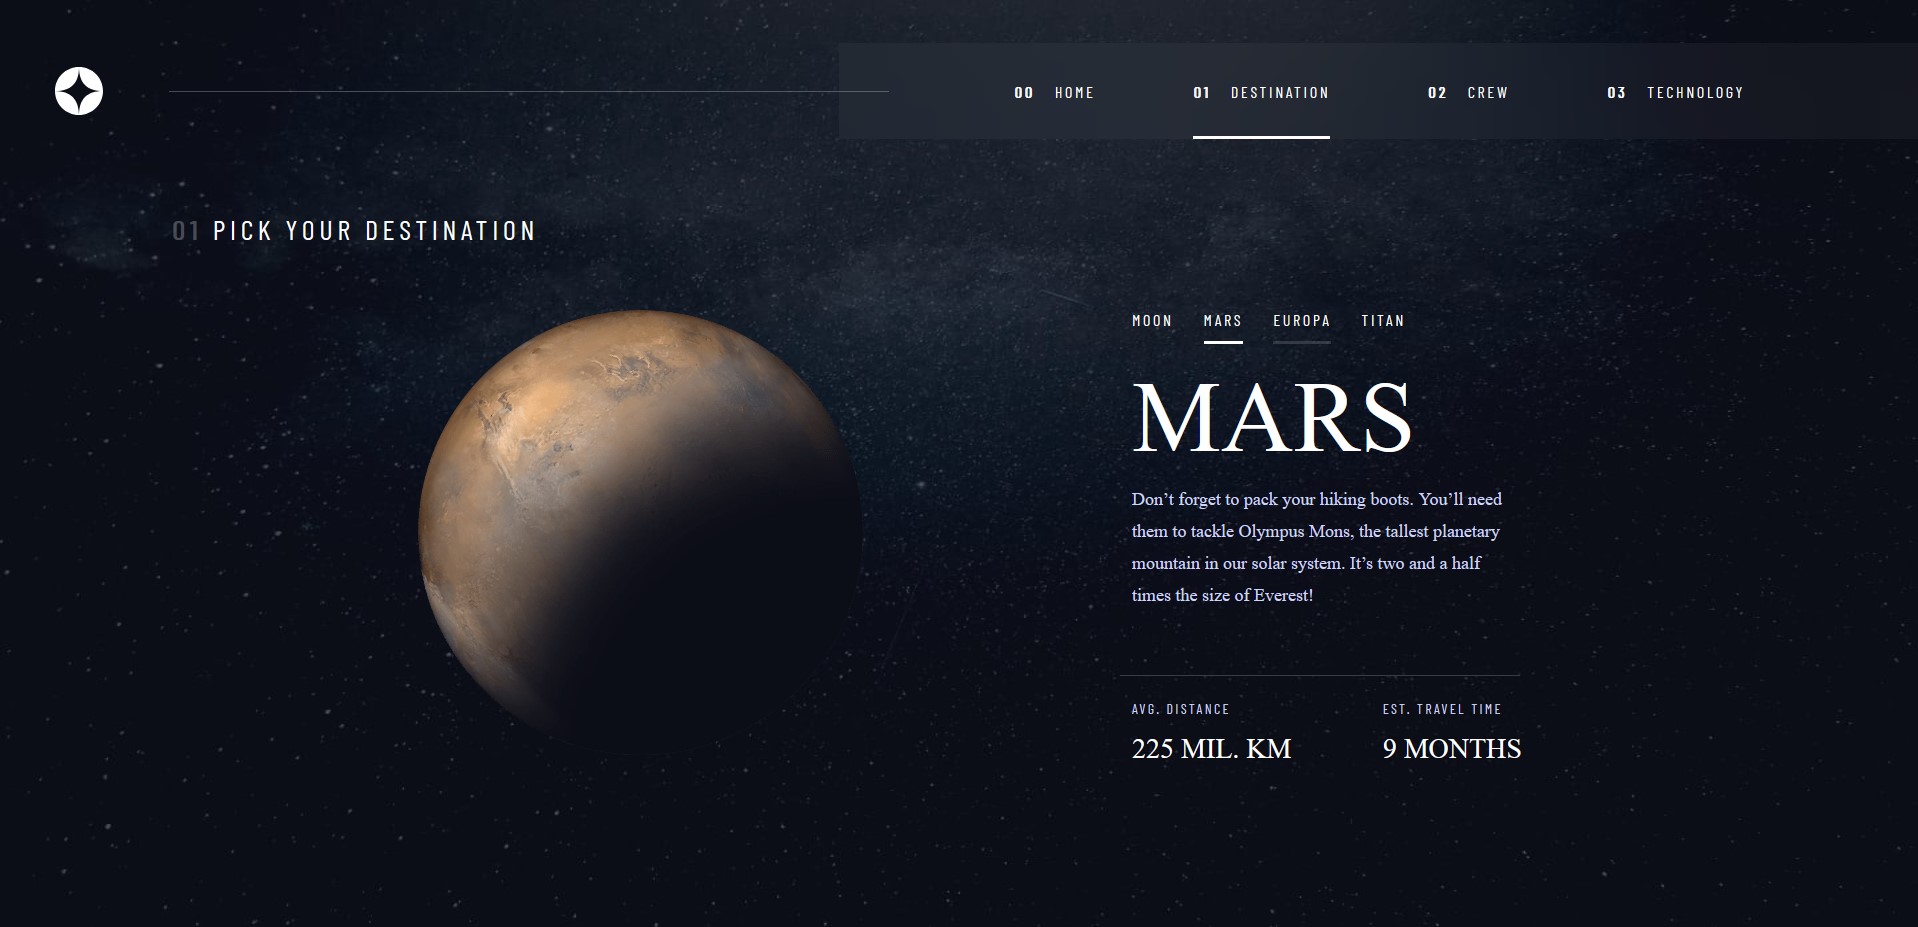 00 HOME 01 DESTINATION 02 CREW 03 TECHNOLOGY
01 PICK YOUR DESTINATION
MOON MARS EUROPA TITAN
MARS
Don’t forget to pack your hiking boots. You’ll need
them to tackle Olympus Mons, the tallest planetary
mountain in our solar system. It’s two and a half
times the size of Everest!
AVG. DISTANCE EST. TRAVEL TIME
225 MIL. KM 9 MONTHS